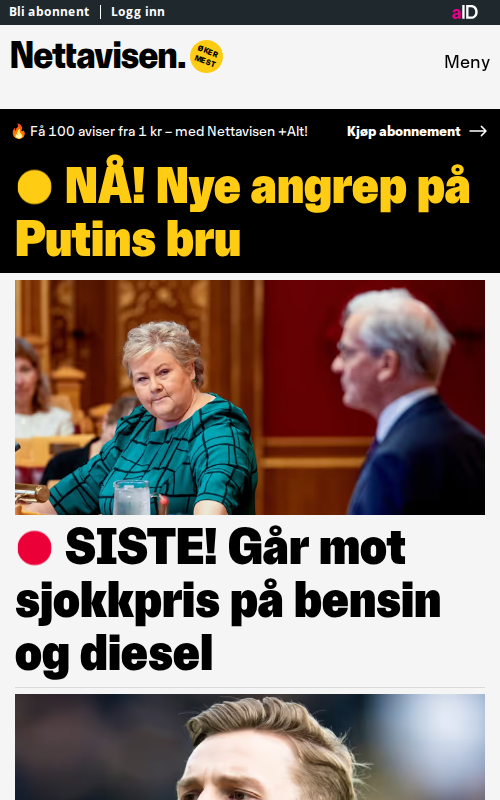 Bli abonnent | Logg inn
aID
Nettavisen.
ØKER
MEST
Meny
🔥 Få 100 aviser fra 1 kr – med Nettavisen +Alt!
Kjøp abonnement →
NÅ! Nye angrep på
Putins bru
SISTE! Går mot
sjokkpris på bensin
og diesel